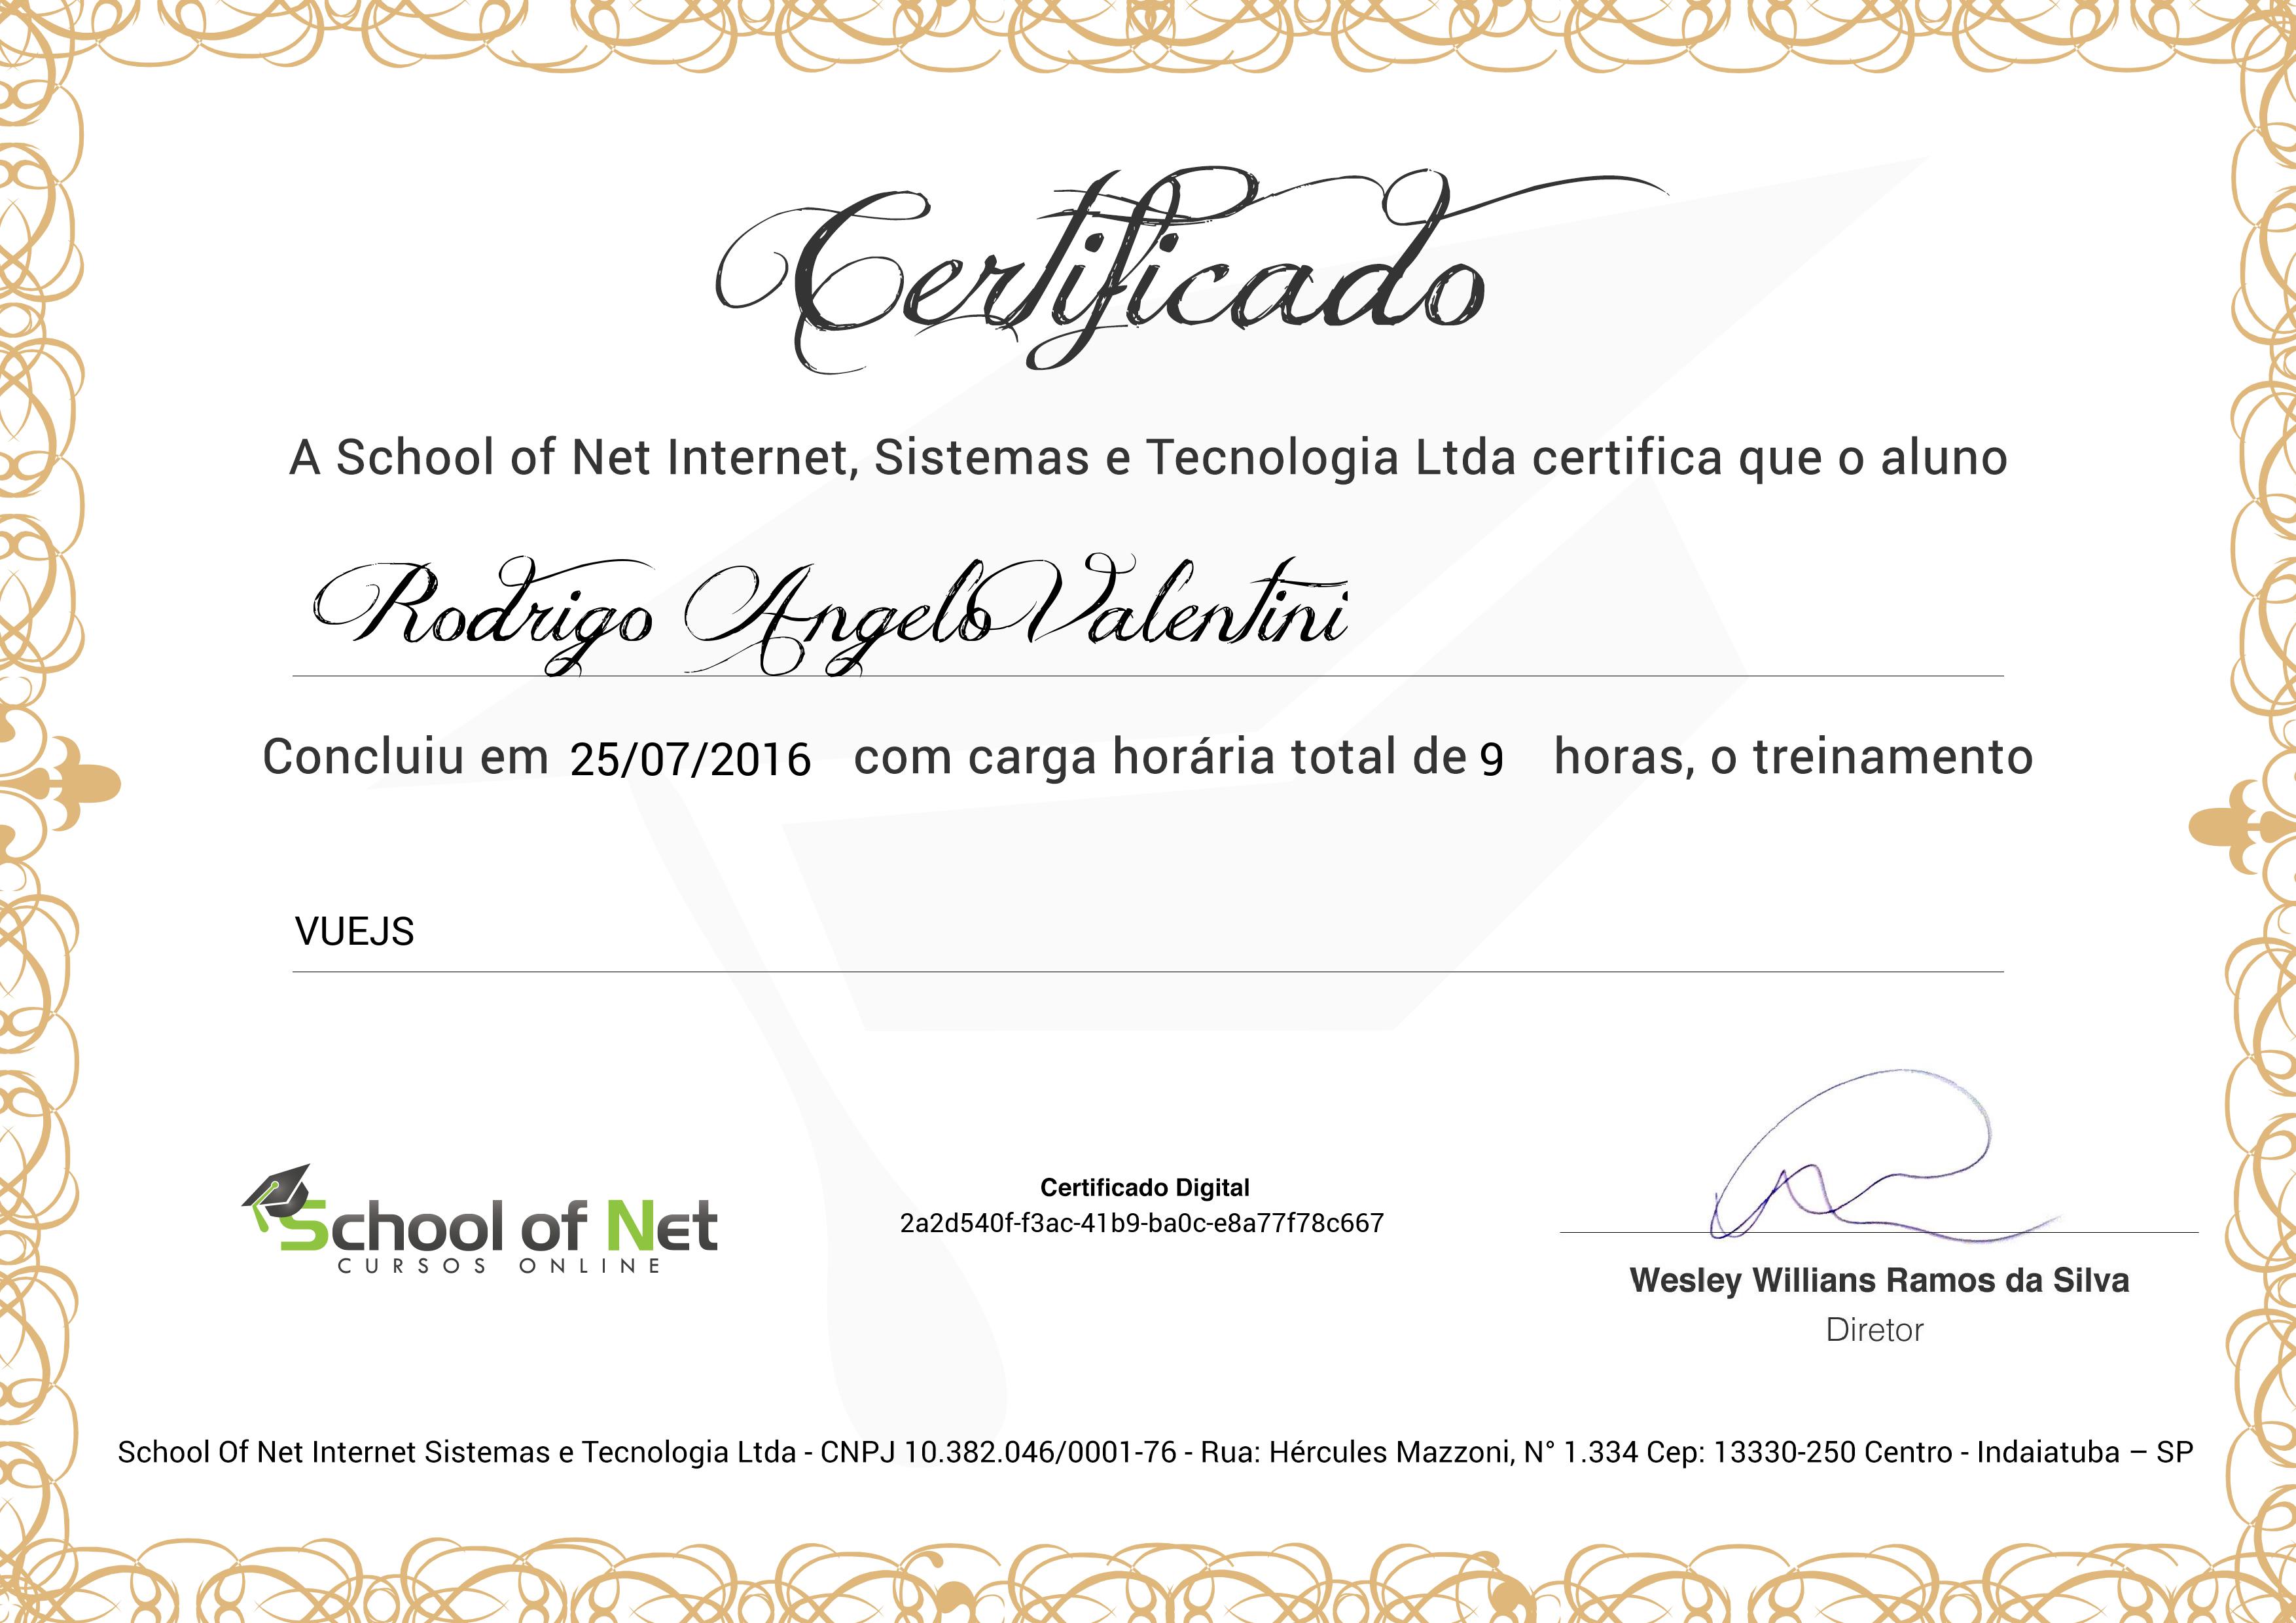 Certificado
A School of Net Internet, Sistemas e Tecnologia Ltda certifica que o aluno
Rodrigo Angelo Valentini
Concluiu em 25/07/2016 com carga horária total de 9 horas, o treinamento
VUEJS
School of Net
CURSOS ONLINE
Certificado Digital
2a2d540f-f3ac-41b9-ba0c-e8a77f78c667
Wesley Willians Ramos da Silva
Diretor
School Of Net Internet Sistemas e Tecnologia Ltda - CNPJ 10.382.046/0001-76 - Rua: Hércules Mazzoni, N° 1.334 Cep: 13330-250 Centro - Indaiatuba – SP